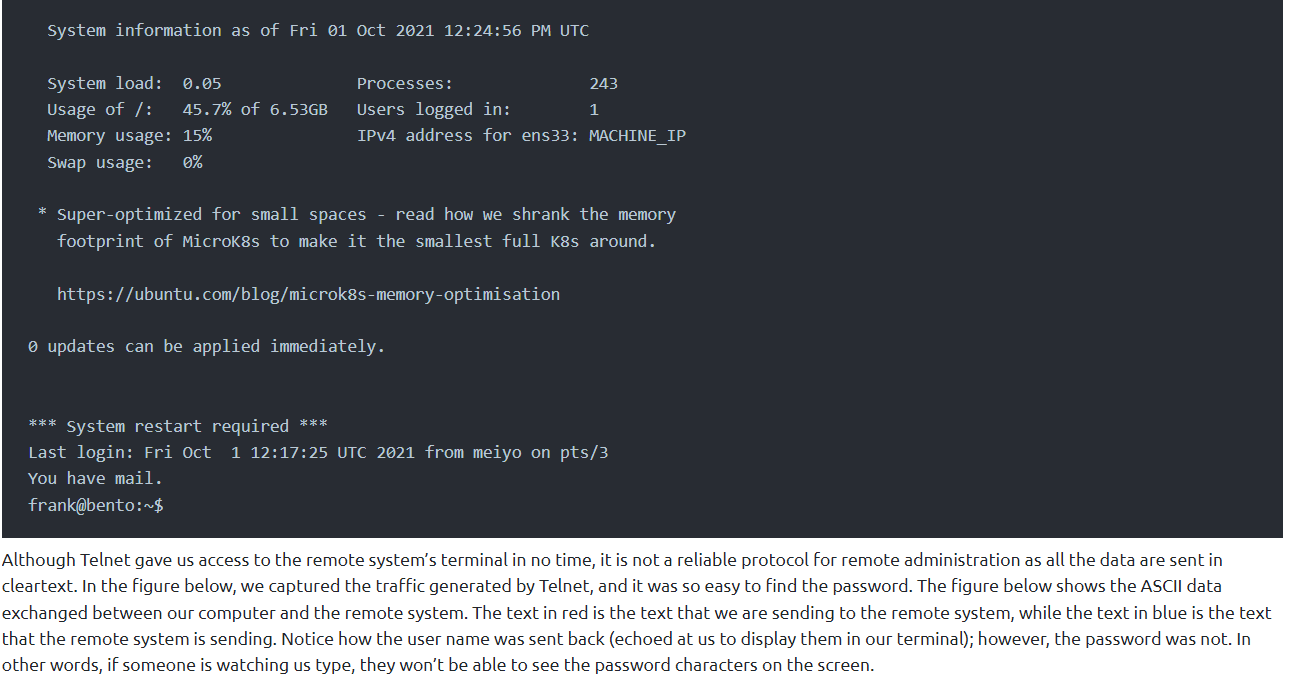 System information as of Fri 01 Oct 2021 12:24:56 PM UTC
System load:  0.05              Processes:              243
Usage of /:   45.7% of 6.53GB   Users logged in:        1
Memory usage: 15%               IPv4 address for ens33: MACHINE_IP
Swap usage:   0%
* Super-optimized for small spaces - read how we shrank the memory
footprint of MicroK8s to make it the smallest full K8s around.
https://ubuntu.com/blog/microk8s-memory-optimisation
0 updates can be applied immediately.
*** System restart required ***
Last login: Fri Oct  1 12:17:25 UTC 2021 from meiyo on pts/3
You have mail.
frank@bento:~$
Although Telnet gave us access to the remote system’s terminal in no time, it is not a reliable protocol for remote administration as all the data are sent in
cleartext. In the figure below, we captured the traffic generated by Telnet, and it was so easy to find the password. The figure below shows the ASCII data
exchanged between our computer and the remote system. The text in red is the text that we are sending to the remote system, while the text in blue is the text
that the remote system is sending. Notice how the user name was sent back (echoed at us to display them in our terminal); however, the password was not. In
other words, if someone is watching us type, they won’t be able to see the password characters on the screen.